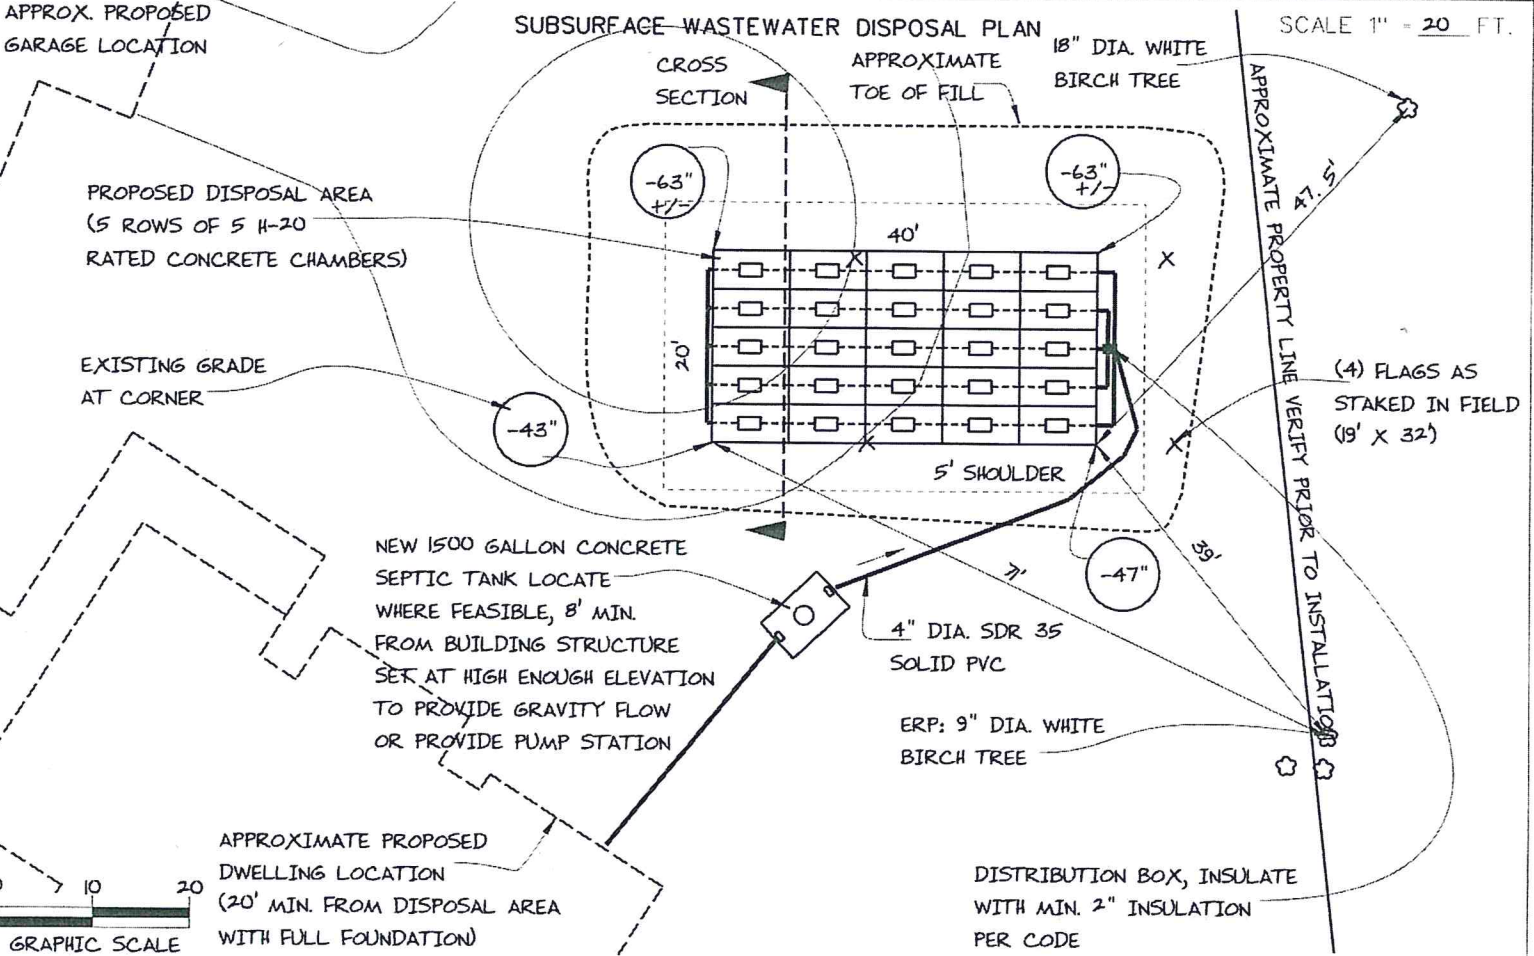 APPROX. PROPOSED
GARAGE LOCATION
SUBSURFACE WASTEWATER DISPOSAL PLAN
SCALE 1" = 20 FT.
CROSS
SECTION
APPROXIMATE
TOE OF FILL
18" DIA. WHITE
BIRCH TREE
-63"
+/-
-63"
+/-
47.5'
PROPOSED DISPOSAL AREA
(5 ROWS OF 5 H-20
RATED CONCRETE CHAMBERS)
40'
20'
X
X
X
X
APPROXIMATE PROPERTY LINE VERIFY PRIOR TO INSTALLATION
EXISTING GRADE
AT CORNER
-43"
(4) FLAGS AS
STAKED IN FIELD
(19' X 32')
5' SHOULDER
NEW 1500 GALLON CONCRETE
SEPTIC TANK LOCATE
WHERE FEASIBLE, 8' MIN.
FROM BUILDING STRUCTURE
SET AT HIGH ENOUGH ELEVATION
TO PROVIDE GRAVITY FLOW
OR PROVIDE PUMP STATION
71'
39'
-47"
4" DIA. SDR 35
SOLID PVC
ERP: 9" DIA. WHITE
BIRCH TREE
APPROXIMATE PROPOSED
DWELLING LOCATION
(20' MIN. FROM DISPOSAL AREA
WITH FULL FOUNDATION)
DISTRIBUTION BOX, INSULATE
WITH MIN. 2" INSULATION
PER CODE
0 10 20
GRAPHIC SCALE